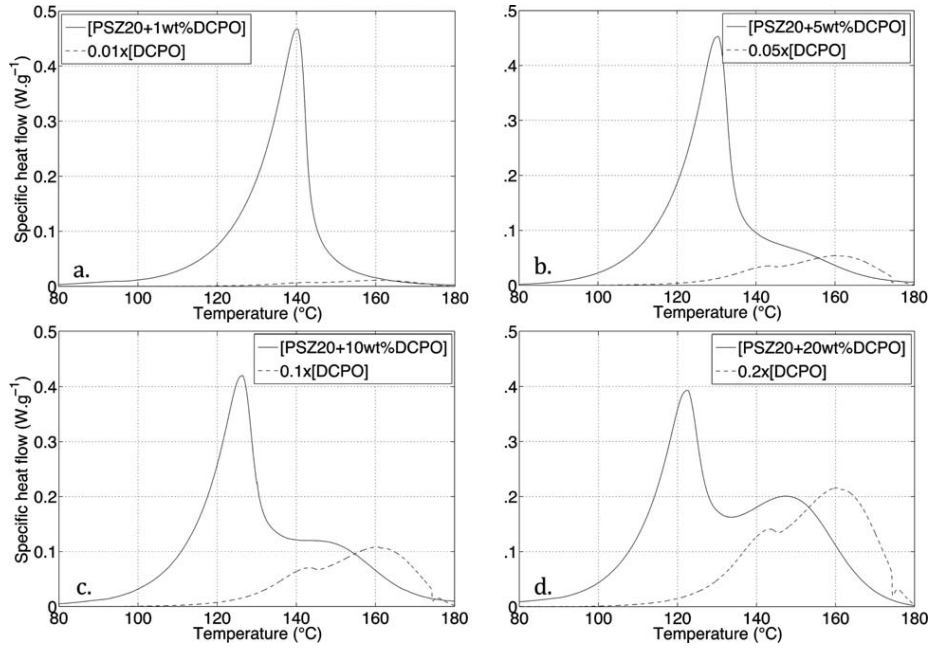 0.5
[PSZ20+1wt%DCPO]
0.01x[DCPO]
0.4
0.3
0.2
0.1
0
Specific heat flow (W.g⁻¹)
a.
80 100 120 140 160 180
Temperature (°C)
.5
[PSZ20+5wt%DCPO]
0.05x[DCPO]
.4
.3
.2
.1
0
b.
80 100 120 140 160 180
Temperature (°C)
0.5
[PSZ20+10wt%DCPO]
0.1x[DCPO]
0.4
0.3
0.2
0.1
0
Specific heat flow (W.g⁻¹)
c.
80 100 120 140 160 180
Temperature (°C)
.5
[PSZ20+20wt%DCPO]
0.2x[DCPO]
.4
.3
.2
.1
0
d.
80 100 120 140 160 180
Temperature (°C)